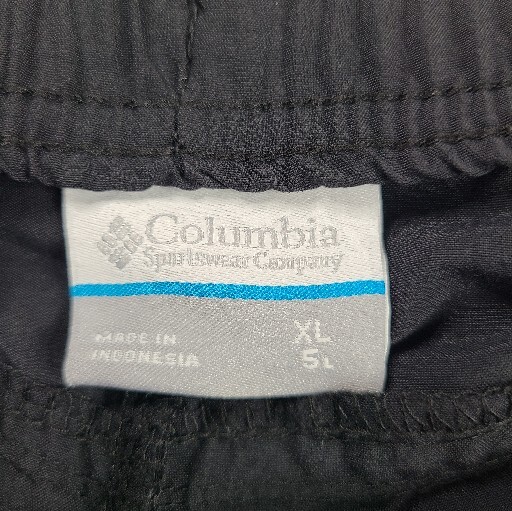 Columbia
Sportswear Company
MADE IN
INDONESIA
XL
5L